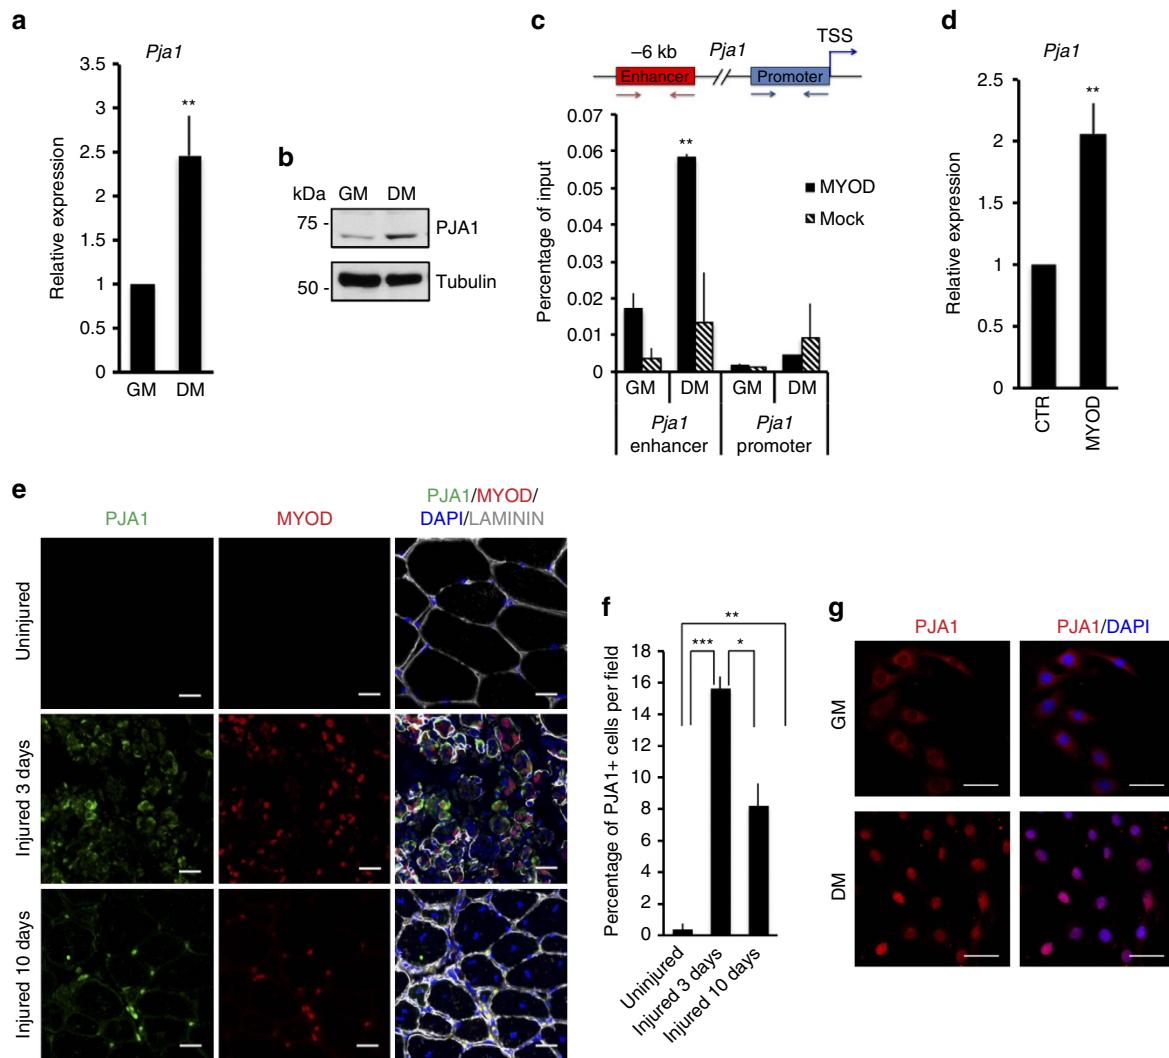 a
Pja1
3.5
3
2.5
2
1.5
1
0.5
0
Relative expression
**
GM DM
b
kDa GM DM
75 - PJA1
50 - Tubulin
c
–6 kb Pja1 TSS
Enhancer Promoter
0.07
0.06
0.05
0.04
0.03
0.02
0.01
0
Percentage of input
**
MYOD
Mock
GM DM GM DM
Pja1 Pja1
enhancer promoter
d
Pja1
2.5
2
1.5
1
0.5
0
Relative expression
**
CTR MYOD
e
PJA1 MYOD PJA1/MYOD/
DAPI/LAMININ
Uninjured
Injured 3 days
Injured 10 days
f
18
16
14
12
10
8
6
4
2
0
Percentage of PJA1+ cells per field
**
*** *
Uninjured
Injured 3 days
Injured 10 days
g
PJA1 PJA1/DAPI
GM
DM